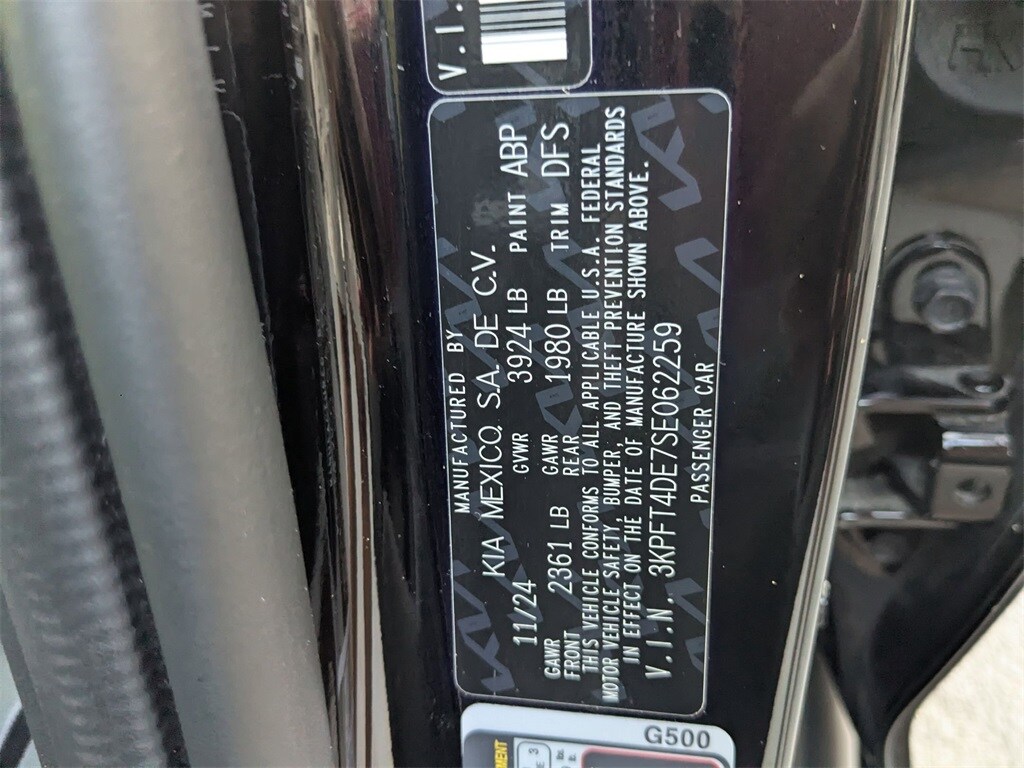 V.I.
MANUFACTURED BY
KIA MEXICO, S.A. DE C.V.
11/24 GVWR 3924 LB PAINT ABP
GAWR FRONT 2361 LB GAWR REAR 1980 LB TRIM DFS
THIS VEHICLE CONFORMS TO ALL APPLICABLE U.S.A. FEDERAL
MOTOR VEHICLE SAFETY, BUMPER, AND THEFT PREVENTION STANDARDS
IN EFFECT ON THE DATE OF MANUFACTURE SHOWN ABOVE.
V.I.N. 3KPFT4DE7SE062259
PASSENGER CAR
G500